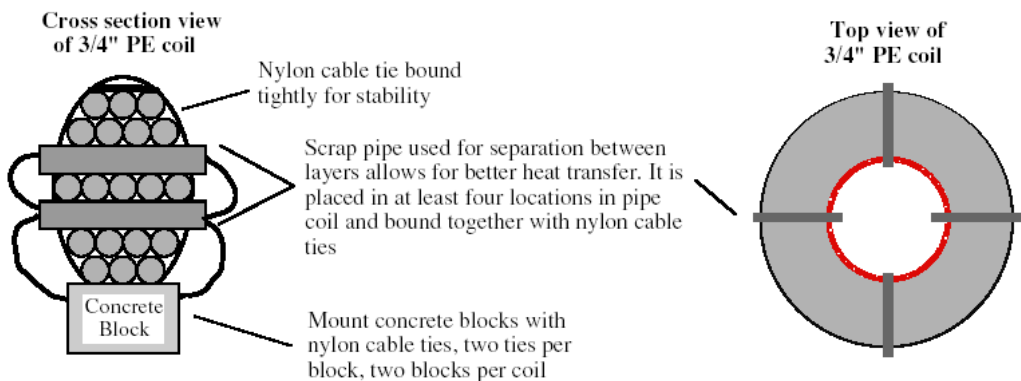 Cross section view
of 3/4" PE coil
Nylon cable tie bound
tightly for stability
Scrap pipe used for separation between
layers allows for better heat transfer. It is
placed in at least four locations in pipe
coil and bound together with nylon cable
ties
Concrete
Block
Mount concrete blocks with
nylon cable ties, two ties per
block, two blocks per coil
Top view of
3/4" PE coil